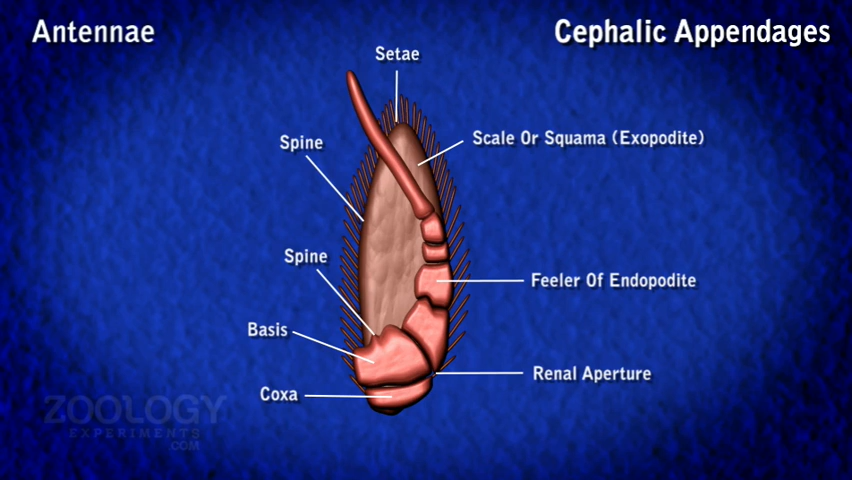 Antennae
Cephalic Appendages
Setae
Spine
Scale Or Squama (Exopodite)
Spine
Feeler Of Endopodite
Basis
Renal Aperture
Coxa
ZOOLOGY
EXPERIMENTS
.COM